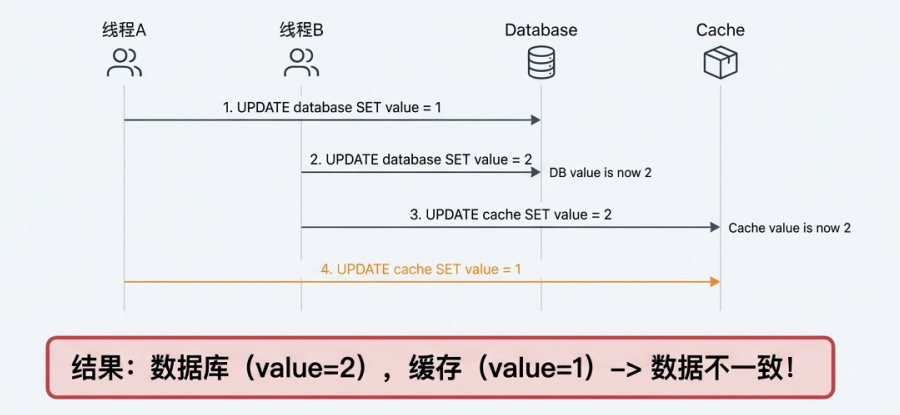 线程A
线程B
Database
Cache
1. UPDATE database SET value = 1
2. UPDATE database SET value = 2
DB value is now 2
3. UPDATE cache SET value = 2
Cache value is now 2
4. UPDATE cache SET value = 1
结果：数据库（value=2），缓存（value=1）–> 数据不一致！